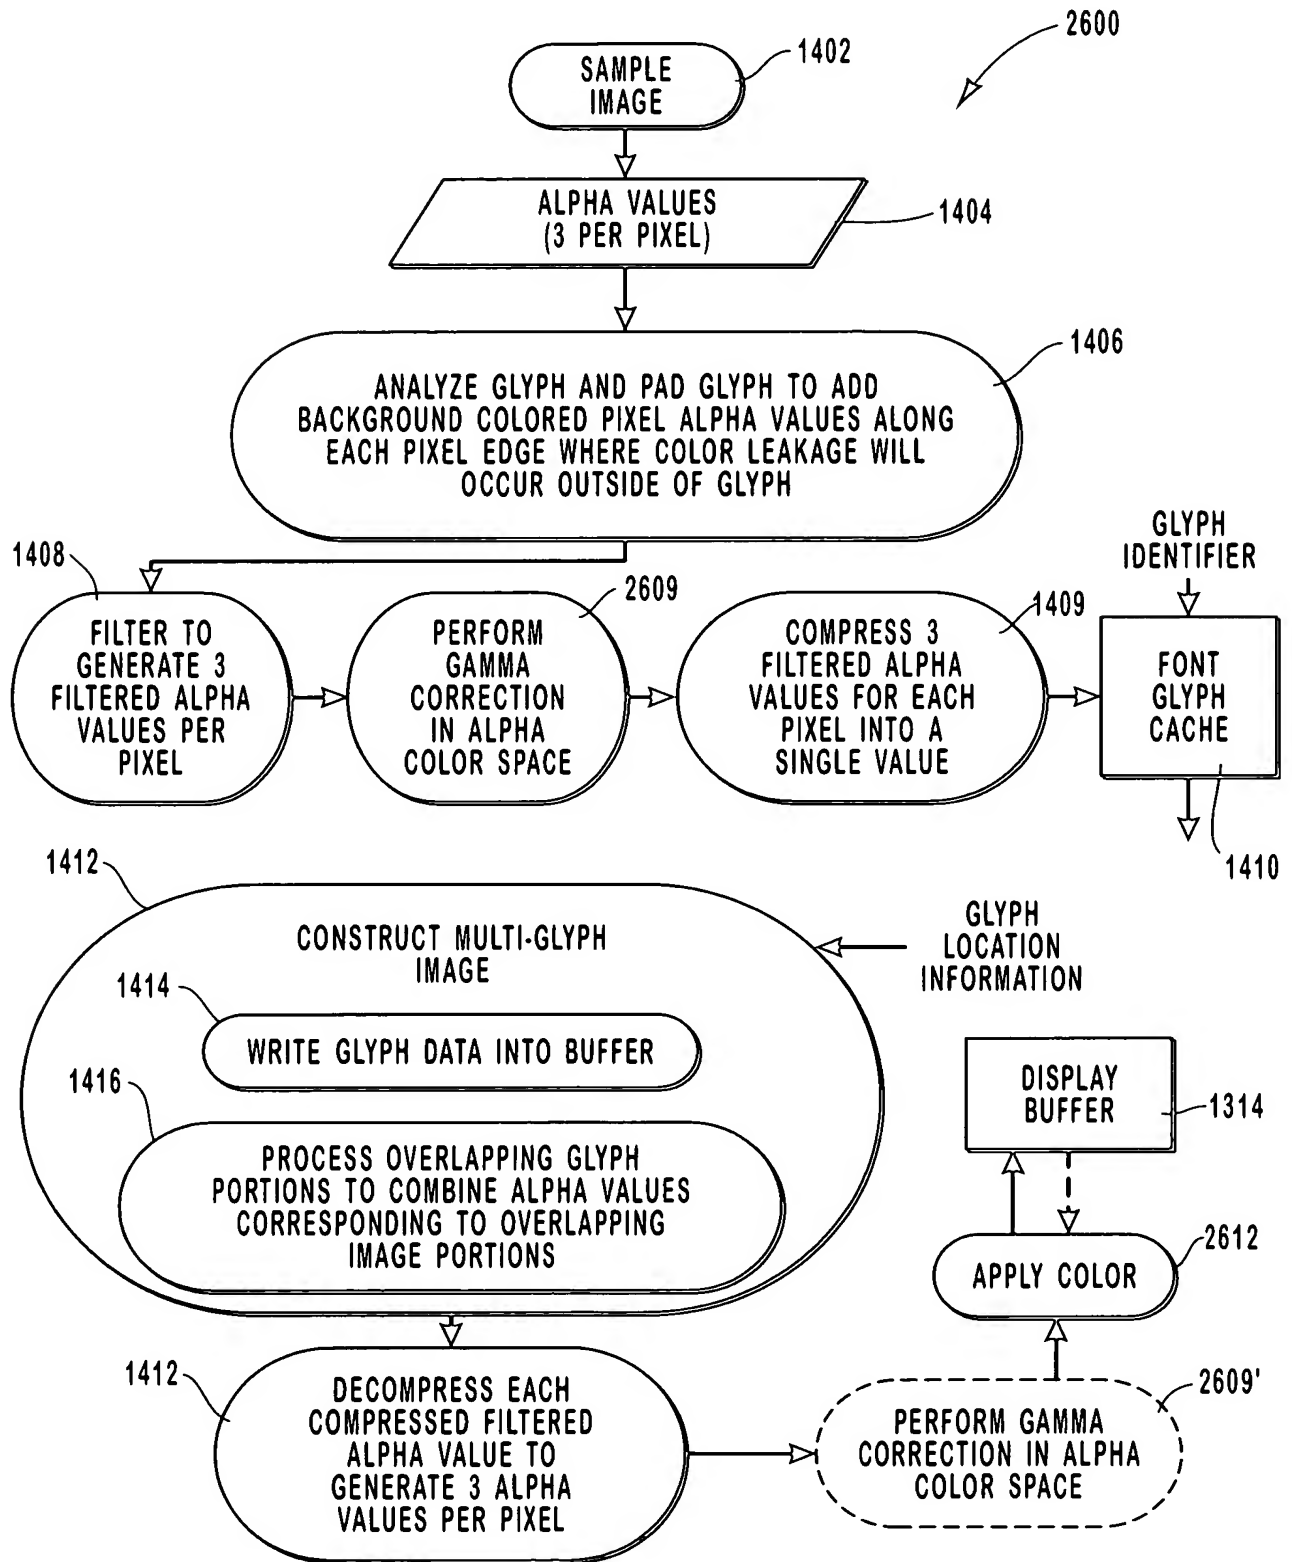 2600
SAMPLE
IMAGE
1402
ALPHA VALUES
(3 PER PIXEL)
1404
1406
ANALYZE GLYPH AND PAD GLYPH TO ADD
BACKGROUND COLORED PIXEL ALPHA VALUES ALONG
EACH PIXEL EDGE WHERE COLOR LEAKAGE WILL
OCCUR OUTSIDE OF GLYPH
1408
FILTER TO
GENERATE 3
FILTERED ALPHA
VALUES PER
PIXEL
2609
PERFORM
GAMMA
CORRECTION
IN ALPHA
COLOR SPACE
1409
COMPRESS 3
FILTERED ALPHA
VALUES FOR EACH
PIXEL INTO A
SINGLE VALUE
GLYPH
IDENTIFIER
FONT
GLYPH
CACHE
1410
1412
CONSTRUCT MULTI-GLYPH
IMAGE
GLYPH
LOCATION
INFORMATION
1414
WRITE GLYPH DATA INTO BUFFER
1416
PROCESS OVERLAPPING GLYPH
PORTIONS TO COMBINE ALPHA VALUES
CORRESPONDING TO OVERLAPPING
IMAGE PORTIONS
DISPLAY
BUFFER
1314
2612
APPLY COLOR
1412
DECOMPRESS EACH
COMPRESSED FILTERED
ALPHA VALUE TO
GENERATE 3 ALPHA
VALUES PER PIXEL
2609'
PERFORM GAMMA
CORRECTION IN ALPHA
COLOR SPACE